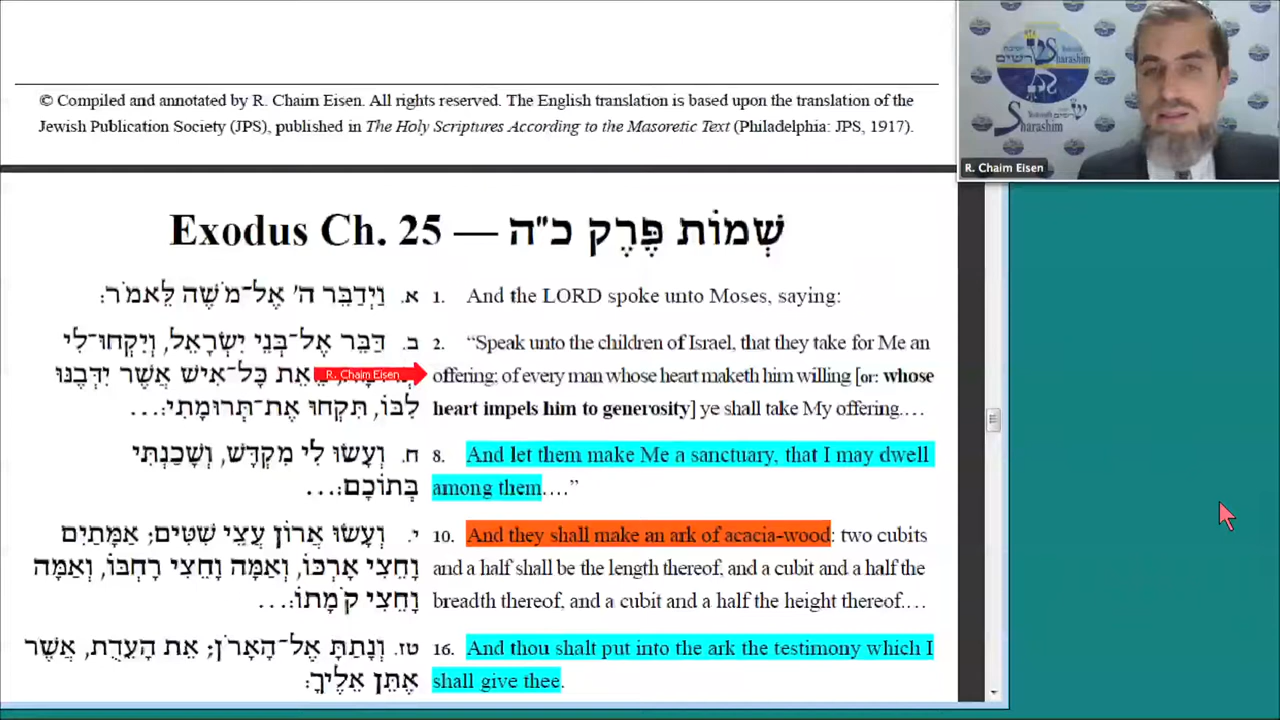 © Compiled and annotated by R. Chaim Eisen. All rights reserved. The English translation is based upon the translation of the
Jewish Publication Society (JPS), published in The Holy Scriptures According to the Masoretic Text (Philadelphia: JPS, 1917).
R. Chaim Eisen
Exodus Ch. 25 — שְׁמוֹת פֶּרֶק כ"ה
א. וַיְדַבֵּר ה' אֶל־מֹשֶׁה לֵּאמֹר:
1. And the LORD spoke unto Moses, saying:
ב. דַּבֵּר אֶל־בְּנֵי יִשְׂרָאֵל, וְיִקְחוּ־לִי
כָּל־אִישׁ אֲשֶׁר יִדְּבֶנּוּ
לִבּוֹ, תִּקְחוּ אֶת־תְּרוּמָתִי:...
R. Chaim Eisen
2. “Speak unto the children of Israel, that they take for Me an
offering; of every man whose heart maketh him willing [or: whose
heart impels him to generosity] ye shall take My offering....
ח. וְעָשׂוּ לִי מִקְדָּשׁ, וְשָׁכַנְתִּי
בְּתוֹכָם:...
8. And let them make Me a sanctuary, that I may dwell
among them....”
י. וְעָשׂוּ אֲרוֹן עֲצֵי שִׁטִּים; אַמָּתַיִם
וָחֵצִי אָרְכּוֹ, וְאַמָּה וָחֵצִי רָחְבּוֹ, וְאַמָּה
וָחֵצִי קֹמָתוֹ:...
10. And they shall make an ark of acacia-wood: two cubits
and a half shall be the length thereof, and a cubit and a half the
breadth thereof, and a cubit and a half the height thereof....
טז. וְנָתַתָּ אֶל־הָאָרֹן; אֵת הָעֵדֻת, אֲשֶׁר
אֶתֵּן אֵלֶיךָ:
16. And thou shalt put into the ark the testimony which I
shall give thee.